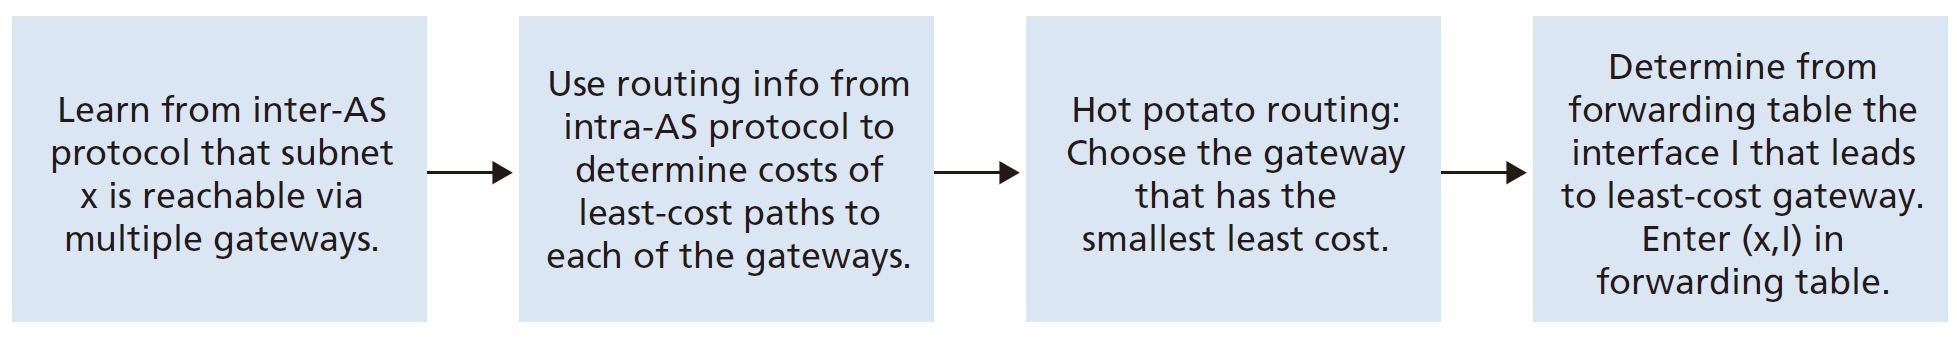 Learn from inter-AS
protocol that subnet
x is reachable via
multiple gateways.
Use routing info from
intra-AS protocol to
determine costs of
least-cost paths to
each of the gateways.
Hot potato routing:
Choose the gateway
that has the
smallest least cost.
Determine from
forwarding table the
interface I that leads
to least-cost gateway.
Enter (x,I) in
forwarding table.